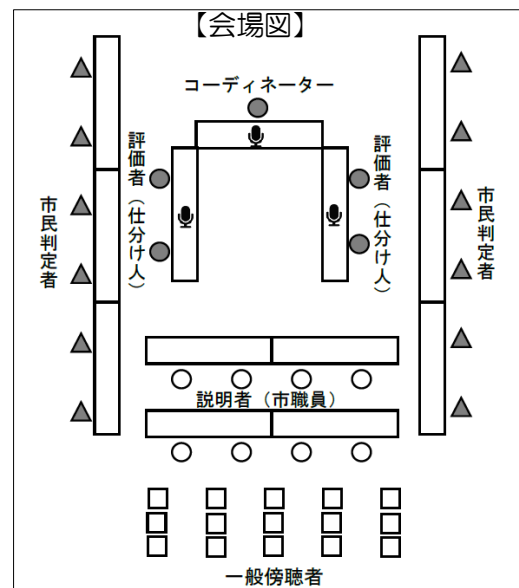 【会場図】
コーディネーター
評価者（仕分け人）
評価者（仕分け人）
市民判定者
市民判定者
説明者（市職員）
一般傍聴者